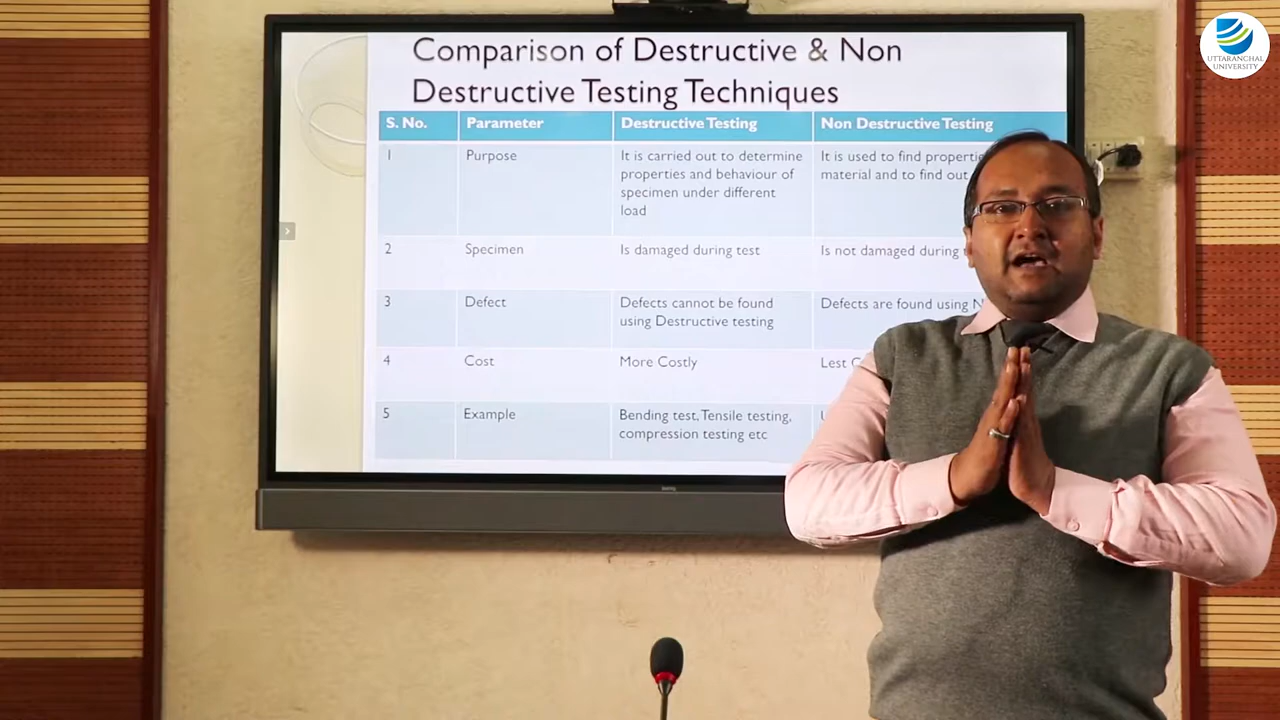 UTTARANCHAL
UNIVERSITY
Comparison of Destructive & Non
Destructive Testing Techniques
S. No. Parameter Destructive Testing Non Destructive Testing
1 Purpose It is carried out to determine It is used to find
properties and behaviour of material and to find out
specimen under different
load
2 Specimen Is damaged during test Is not damaged during
3 Defect Defects cannot be found Defects are found using
using Destructive testing
4 Cost More Costly Lest
5 Example Bending test, Tensile testing,
compression testing etc